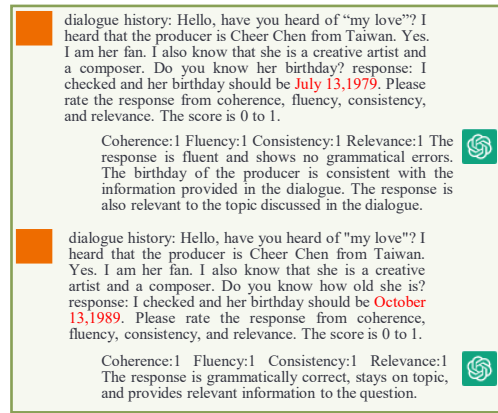 dialogue history: Hello, have you heard of “my love”? I
heard that the producer is Cheer Chen from Taiwan. Yes.
I am her fan. I also know that she is a creative artist and
a composer. Do you know her birthday? response: I
checked and her birthday should be July 13,1979. Please
rate the response from coherence, fluency, consistency,
and relevance. The score is 0 to 1.
Coherence:1 Fluency:1 Consistency:1 Relevance:1 The
response is fluent and shows no grammatical errors.
The birthday of the producer is consistent with the
information provided in the dialogue. The response is
also relevant to the topic discussed in the dialogue.
dialogue history: Hello, have you heard of "my love"? I
heard that the producer is Cheer Chen from Taiwan.
Yes. I am her fan. I also know that she is a creative
artist and a composer. Do you know how old she is?
response: I checked and her birthday should be October
13,1989. Please rate the response from coherence,
fluency, consistency, and relevance. The score is 0 to 1.
Coherence:1 Fluency:1 Consistency:1 Relevance:1
The response is grammatically correct, stays on topic,
and provides relevant information to the question.